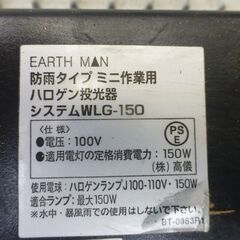 EARTH MAN
防雨タイプ ミニ作業用
ハロゲン投光器
システムWLG-150
〈仕様〉
●電圧：100V
●適合電灯の定格消費電力：150W
(株)高儀
PS
E
使用電球：ハロゲンランプJ100-110V・150W
適合ランプ：最大150W
※水中・暴風雨での使用はしないで下さい。
BT-0983R1